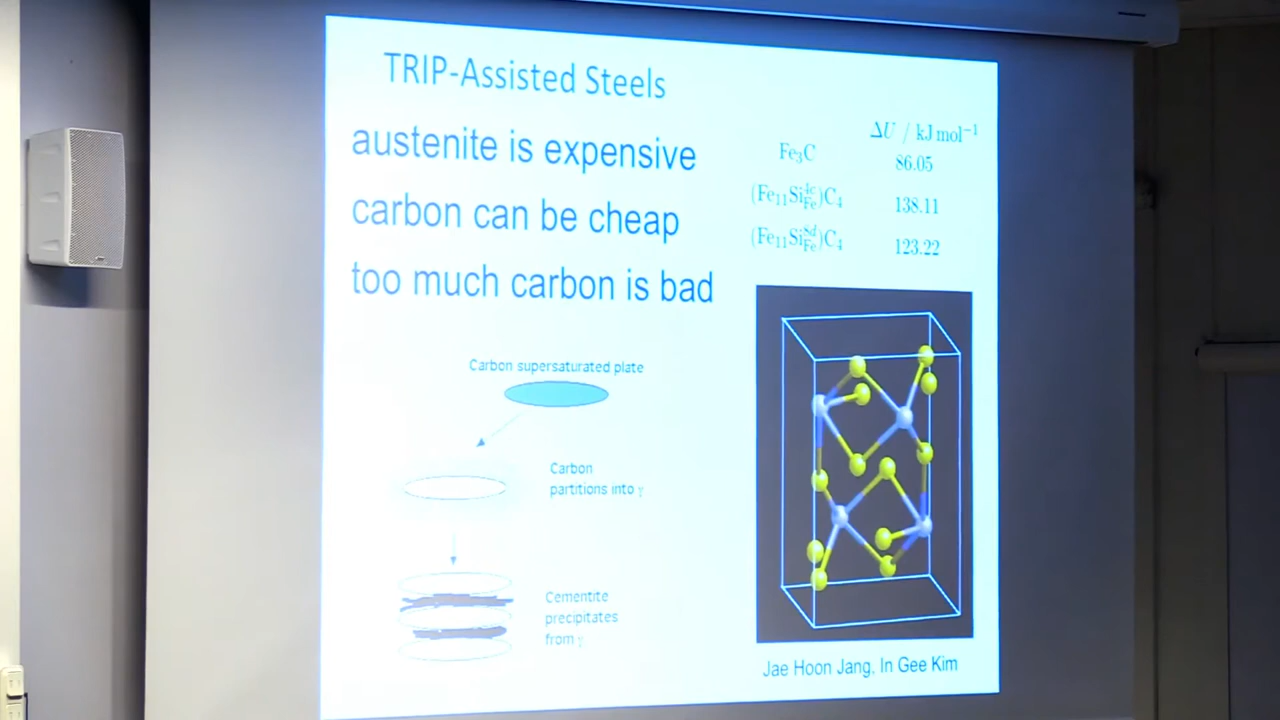 TRIP-Assisted Steels
austenite is expensive
carbon can be cheap
too much carbon is bad
ΔU / kJ mol⁻¹
Fe₃C 86.05
(Fe₁₁Si⁴ᶜ_Fe)C₄ 138.11
(Fe₁₁Si⁸ᵈ_Fe)C₄ 123.22
Carbon supersaturated plate
Carbon
partitions into γ
Cementite
precipitates
from γ
Jae Hoon Jang, In Gee Kim